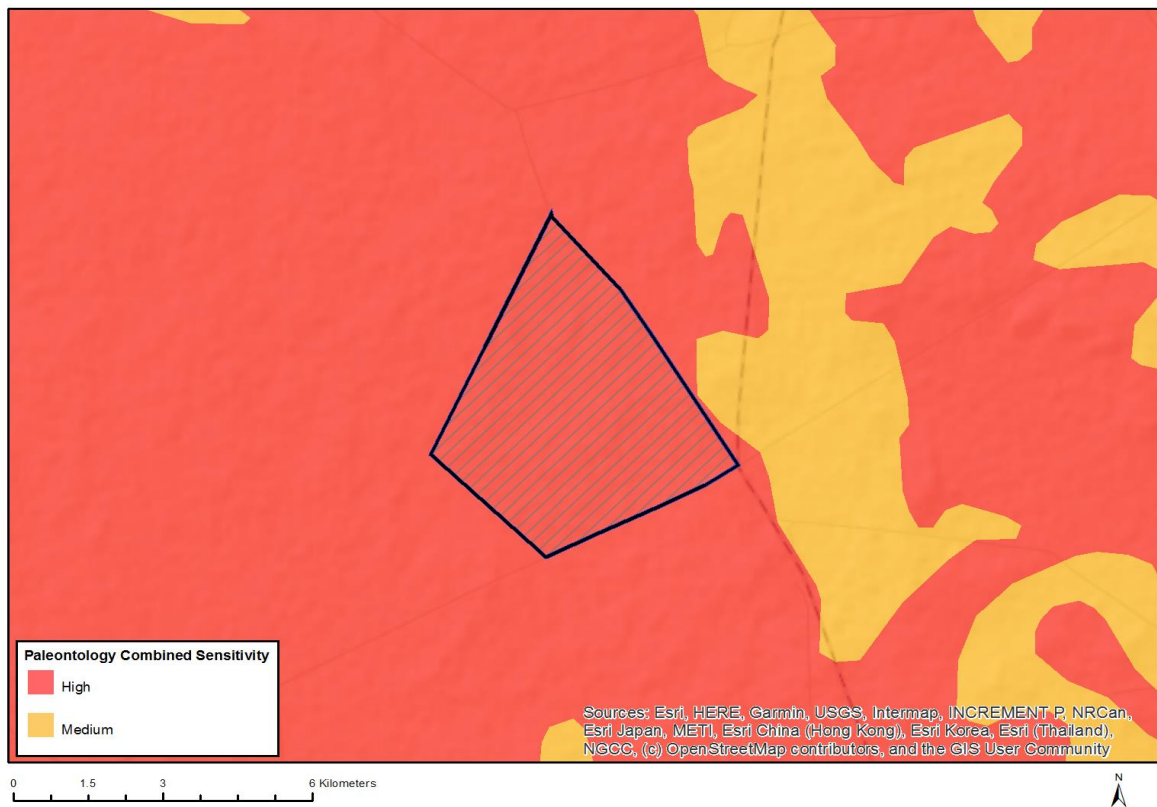 Paleontology Combined Sensitivity
High
Medium
Sources: Esri, HERE, Garmin, USGS, Intermap, INCREMENT P, NRCan,
Esri Japan, METI, Esri China (Hong Kong), Esri Korea, Esri (Thailand),
NGCC, (c) OpenStreetMap contributors, and the GIS User Community
0 1.5 3 6 Kilometers
N